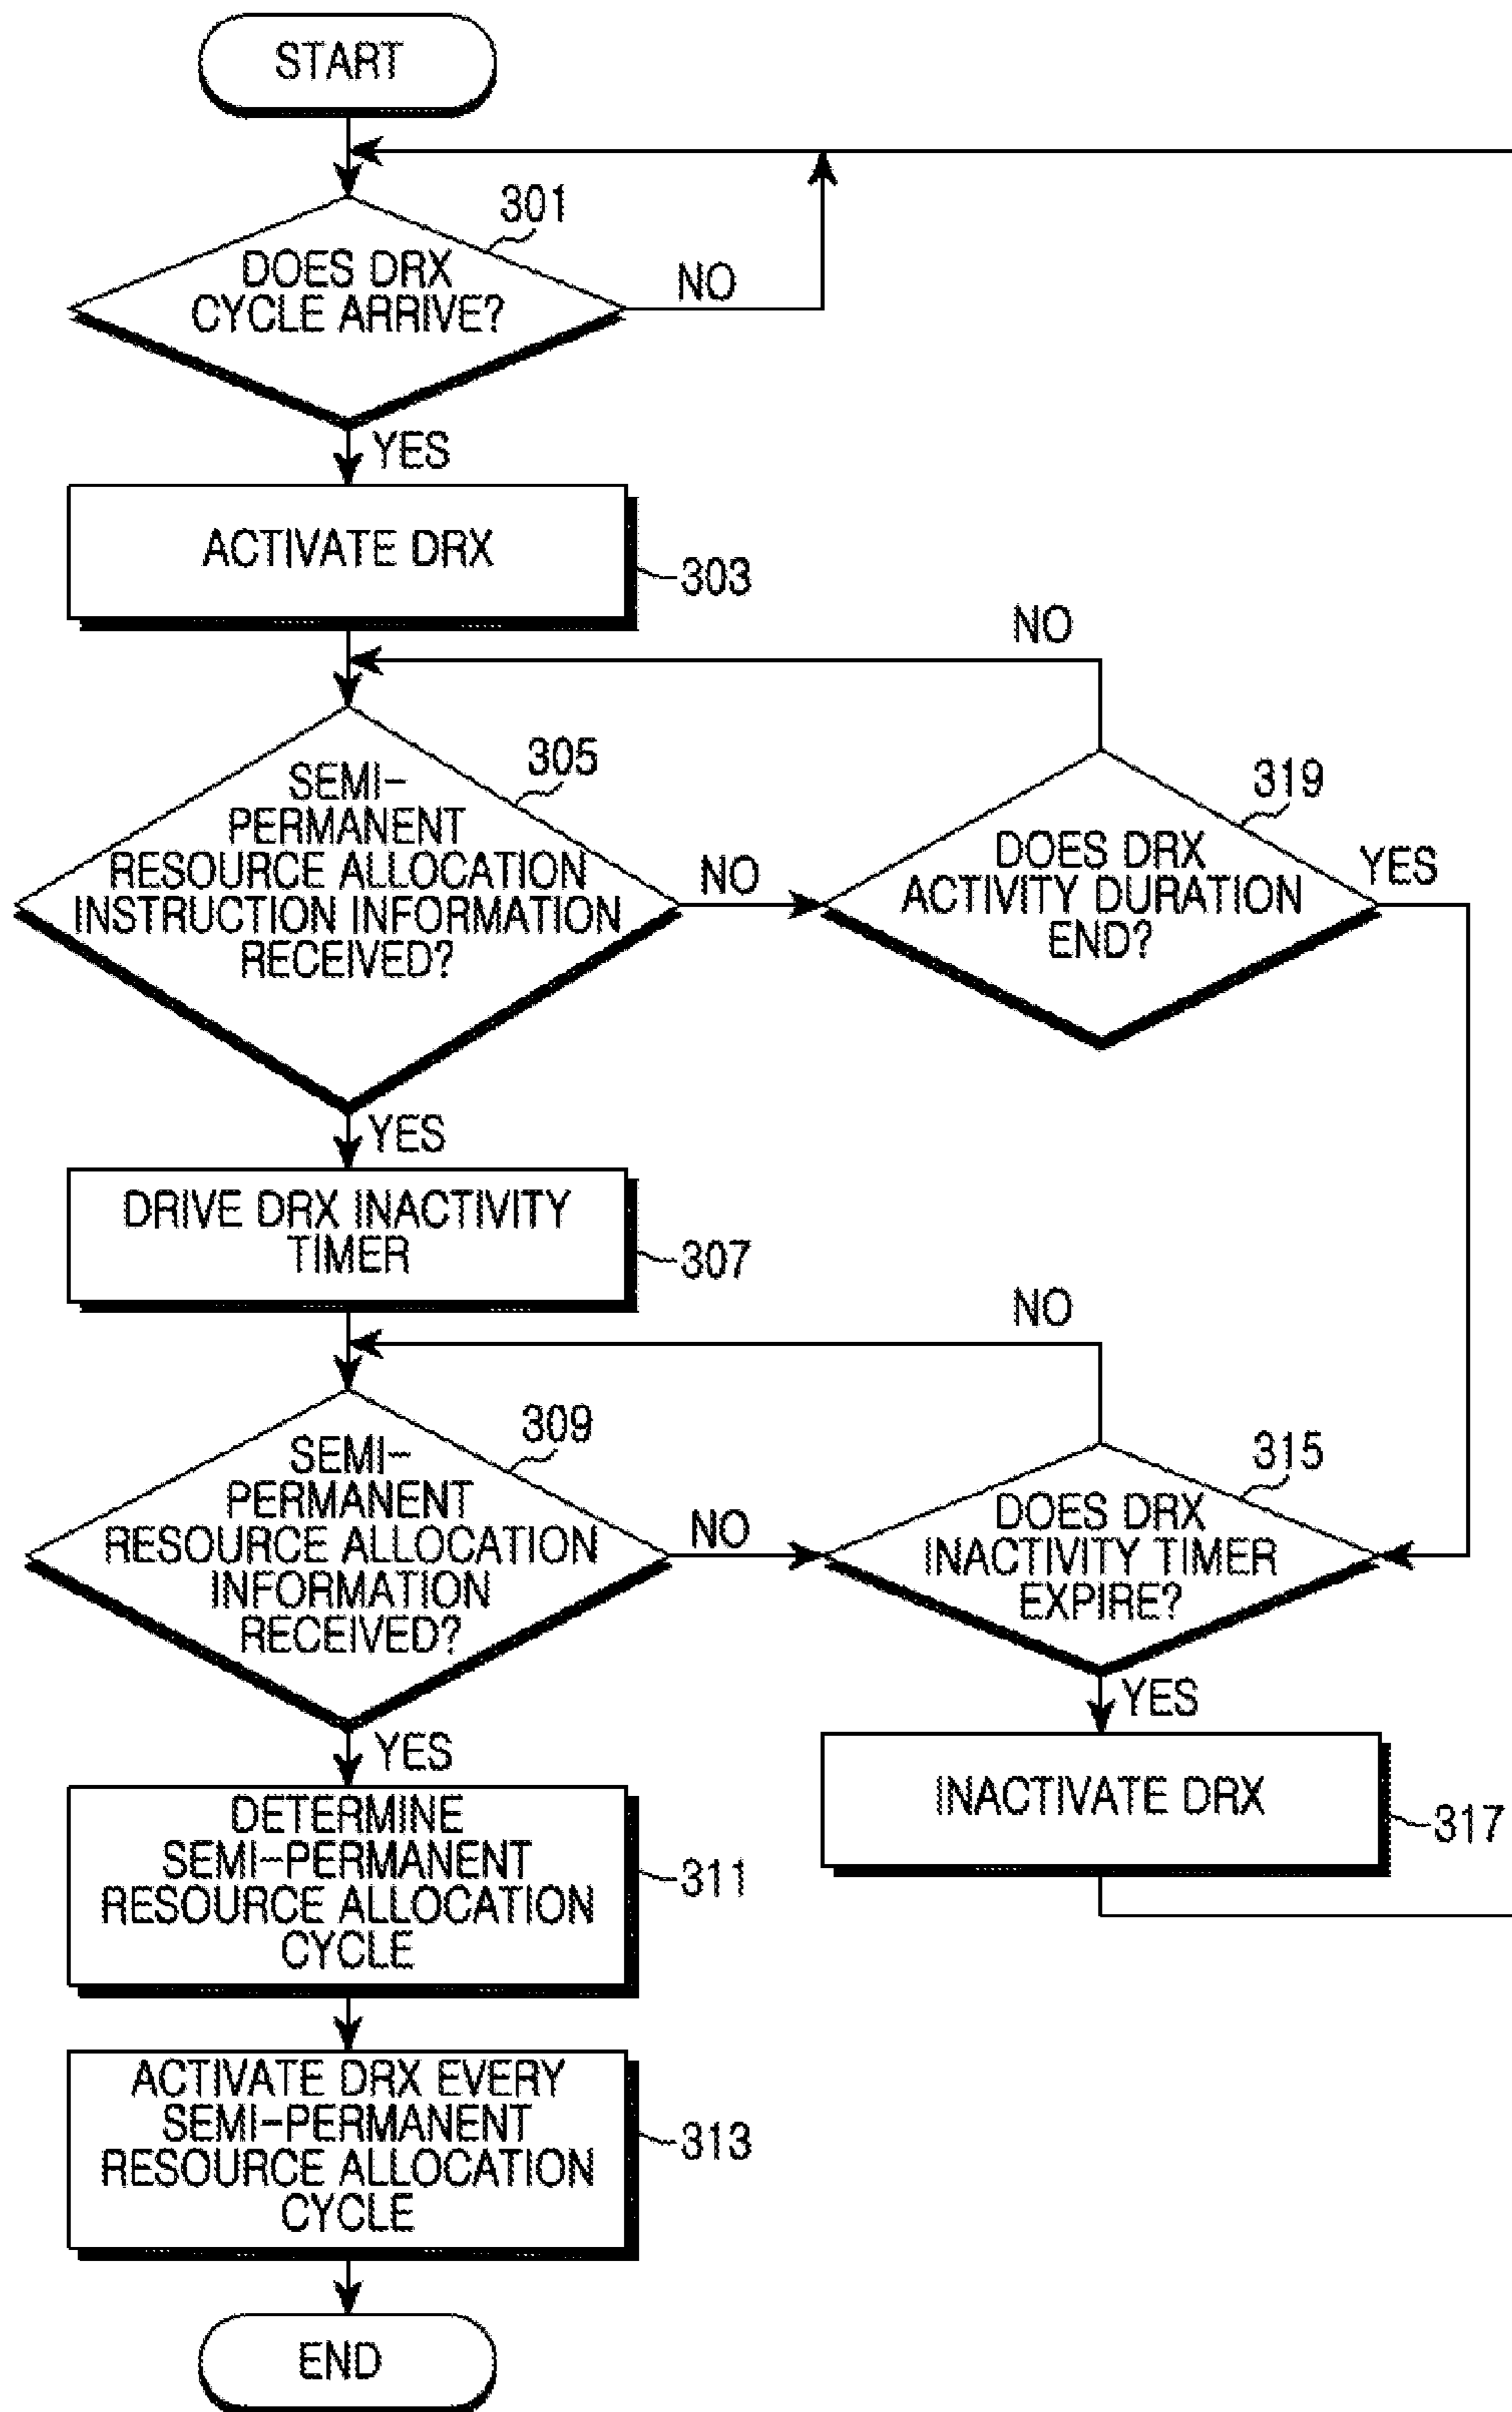 START
301
DOES DRX
CYCLE ARRIVE?
NO
YES
ACTIVATE DRX
303
NO
305
SEMI-
PERMANENT
RESOURCE ALLOCATION
INSTRUCTION INFORMATION
RECEIVED?
NO
319
DOES DRX
ACTIVITY DURATION
END?
YES
YES
DRIVE DRX INACTIVITY
TIMER
307
NO
309
SEMI-
PERMANENT
RESOURCE ALLOCATION
INFORMATION
RECEIVED?
NO
315
DOES DRX
INACTIVITY TIMER
EXPIRE?
YES
INACTIVATE DRX
317
YES
DETERMINE
SEMI-PERMANENT
RESOURCE ALLOCATION
CYCLE
311
ACTIVATE DRX EVERY
SEMI-PERMANENT
RESOURCE ALLOCATION
CYCLE
313
END